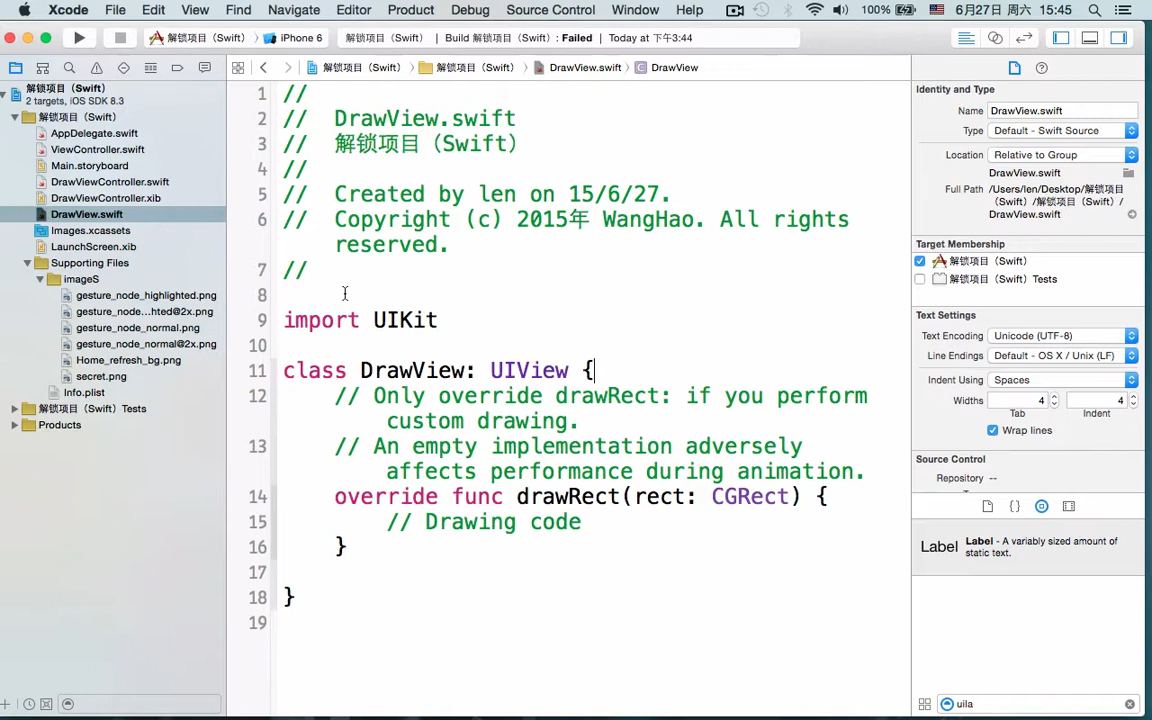 Xcode File Edit View Find Navigate Editor Product Debug Source Control Window Help 100% 6月27日 周六 15:45
解锁项目（Swift） iPhone 6 解锁项目（Swift） | Build 解锁项目（Swift）: Failed | Today at 下午3:44
解锁项目（Swift） 解锁项目（Swift） DrawView.swift DrawView
解锁项目（Swift）
2 targets, iOS SDK 8.3
解锁项目（Swift）
AppDelegate.swift
ViewController.swift
Main.storyboard
DrawViewController.swift
DrawViewController.xib
DrawView.swift
Images.xcassets
LaunchScreen.xib
Supporting Files
imageS
gesture_node_highlighted.png
gesture_node...hted@2x.png
gesture_node_normal.png
gesture_node_normal@2x.png
Home_refresh_bg.png
secret.png
Info.plist
解锁项目（Swift）Tests
Products
1 //
2 // DrawView.swift
3 // 解锁项目（Swift）
4 //
5 // Created by len on 15/6/27.
6 // Copyright (c) 2015年 WangHao. All rights
reserved.
7 //
8
9 import UIKit
10
11 class DrawView: UIView {
12 // Only override drawRect: if you perform
custom drawing.
13 // An empty implementation adversely
affects performance during animation.
14 override func drawRect(rect: CGRect) {
15 // Drawing code
16 }
17
18 }
19
Identity and Type
Name DrawView.swift
Type Default - Swift Source
Location Relative to Group
DrawView.swift
Full Path /Users/len/Desktop/解锁项目
（Swift）/解锁项目（Swift）/
DrawView.swift
Target Membership
解锁项目（Swift）
解锁项目（Swift）Tests
Text Settings
Text Encoding Unicode (UTF-8)
Line Endings Default - OS X / Unix (LF)
Indent Using Spaces
Widths 4 4
Tab Indent
Wrap lines
Source Control
Repository --
Label Label - A variably sized amount of
static text.
uila